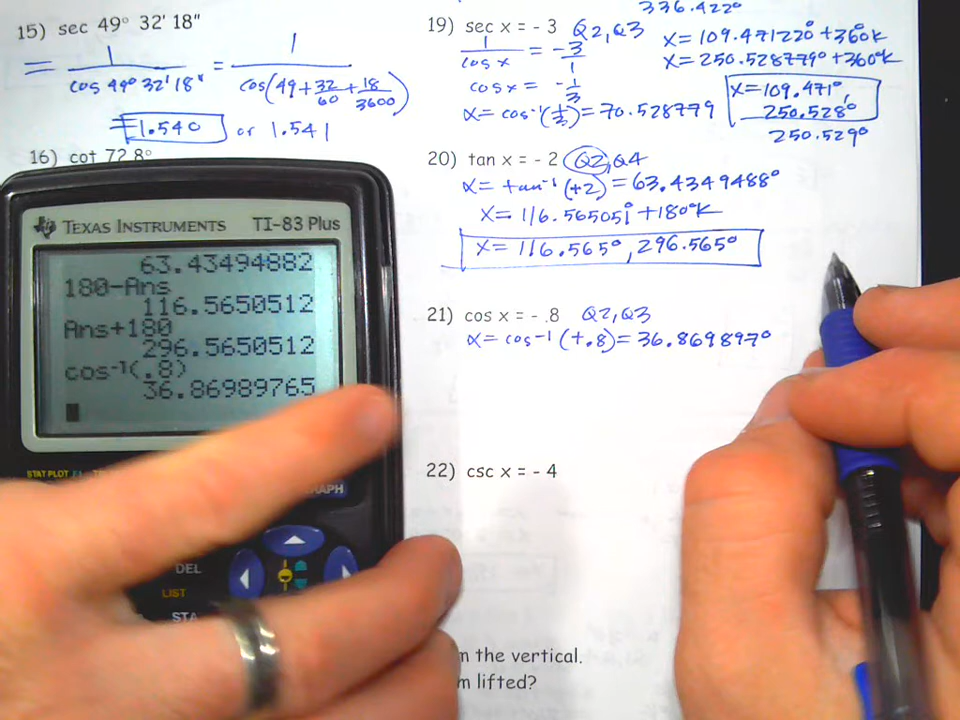 15) sec 49° 32' 18"
= 1/cos 49° 32' 18" = 1/cos(49 + 32/60 + 18/3600)
= 1.540 or 1.541
16) cot 72.8°
TEXAS INSTRUMENTS TI-83 Plus
63.43494882
180-Ans
116.5650512
Ans+180
296.5650512
cos⁻¹(.8)
36.86989765
STAT PLOT F1
GRAPH
DEL
LIST
STA
336.422°
19) sec x = - 3 Q2, Q3
1/cos x = -3/1
cos x = -1/3
x = cos⁻¹(1/3) = 70.528779
x = 109.471220° + 360°k
x = 250.528779° + 360°k
x = 109.471°,
250.528°
250.529°
20) tan x = - 2 Q2, Q4
x = tan⁻¹(+2) = 63.4349488°
x = 116.565051° + 180°k
x = 116.565°, 296.565°
21) cos x = - .8 Q2, Q3
x = cos⁻¹(+.8) = 36.869897°
22) csc x = - 4
the vertical.
lifted?